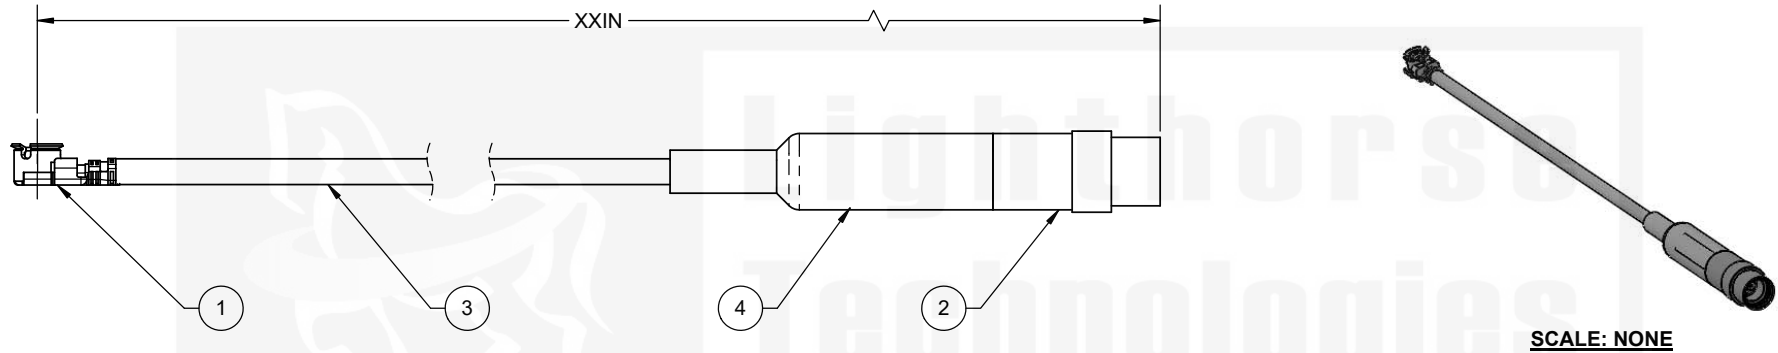 XXIN
Lighthorse
Technologies
1
3
4
2
SCALE: NONE